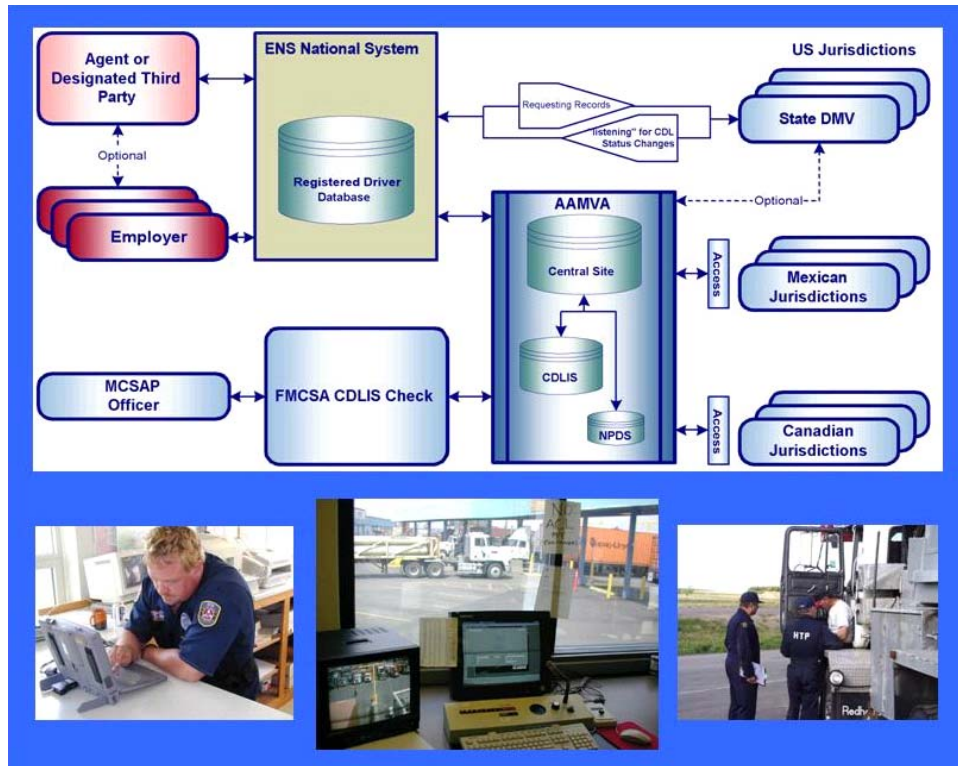 Agent or
Designated Third
Party
ENS National System
US Jurisdictions
Requesting Records
State DMV
"listening" for CDL
Status Changes
Optional
Registered Driver
Database
AAMVA
Optional
Employer
Central Site
Access
Mexican
Jurisdictions
CDLIS
MCSAP
Officer
FMCSA CDLIS Check
NPDS
Access
Canadian
Jurisdictions
NO
HTP